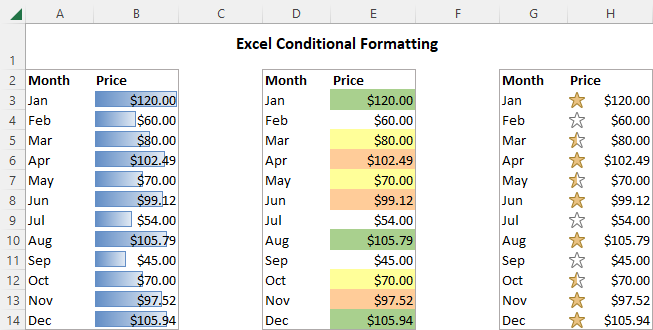 A B C D E F G H
1 Excel Conditional Formatting
2 Month Price Month Price Month Price
3 Jan $120.00 Jan $120.00 Jan $120.00
4 Feb $60.00 Feb $60.00 Feb $60.00
5 Mar $80.00 Mar $80.00 Mar $80.00
6 Apr $102.49 Apr $102.49 Apr $102.49
7 May $70.00 May $70.00 May $70.00
8 Jun $99.12 Jun $99.12 Jun $99.12
9 Jul $54.00 Jul $54.00 Jul $54.00
10 Aug $105.79 Aug $105.79 Aug $105.79
11 Sep $45.00 Sep $45.00 Sep $45.00
12 Oct $70.00 Oct $70.00 Oct $70.00
13 Nov $97.52 Nov $97.52 Nov $97.52
14 Dec $105.94 Dec $105.94 Dec $105.94